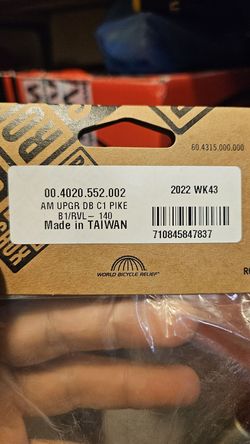 60.4315.000.000
00.4020.552.002
2022 WK43
AM UPGR DB C1 PIKE
B1/RVL- 140
Made in TAIWAN
710845847837
WORLD BICYCLE RELIEF